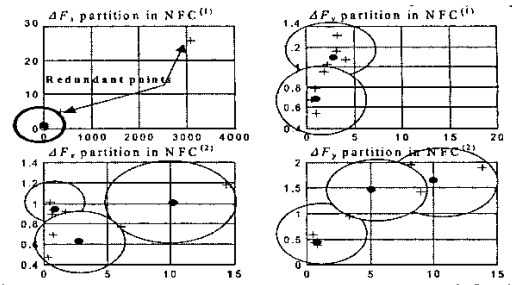 ΔFx partition in NFC(1)
30
20
10
0
0 1000 2000 3000 4000
Redundant points
ΔFy partition in NFC(1)
1.4
1.2
1
0.8
0.6
0.4
0 5 10 15 20
ΔFx partition in NFC(2)
1.4
1.2
1
0.8
0.6
0.4
0 5 10 15
ΔFy partition in NFC(2)
2
1.5
1
0.5
0
0 5 10 15